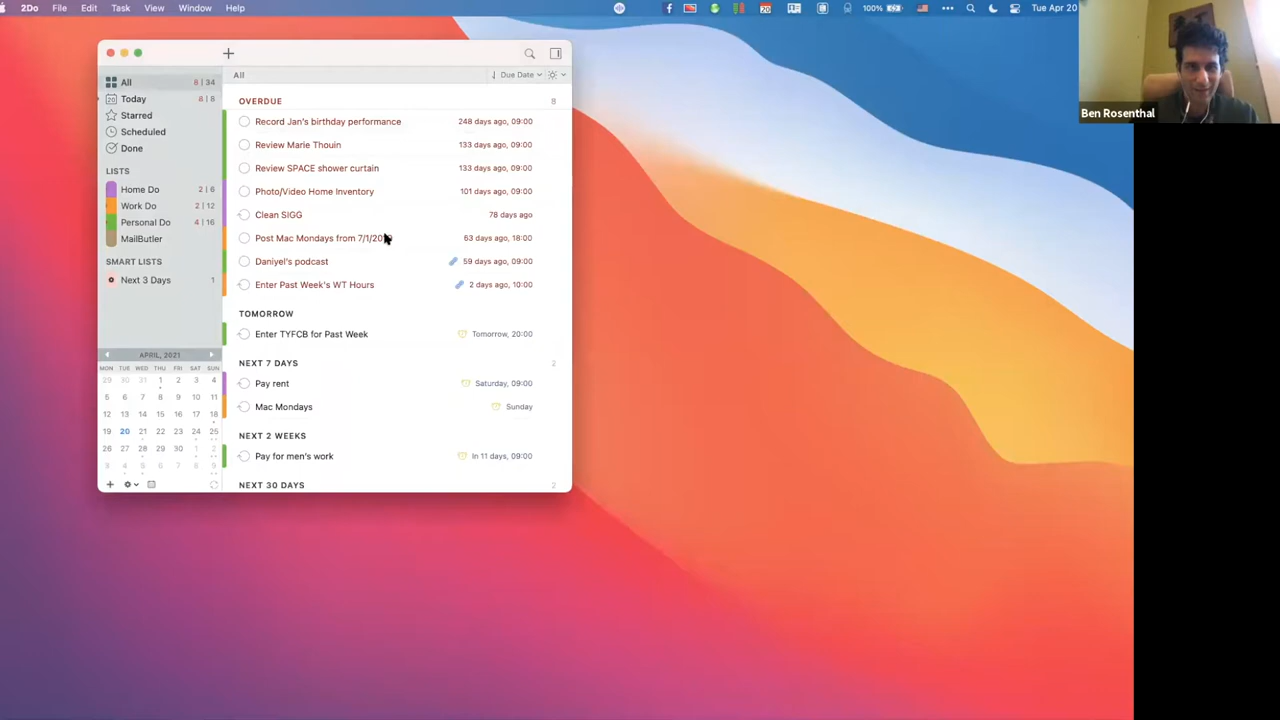 2Do File Edit Task View Window Help
20 100% Tue Apr 20
Ben Rosenthal
All 8 | 34
20 Today 8 | 8
Starred
Scheduled
Done
LISTS
Home Do 2 | 6
Work Do 2 | 12
Personal Do 4 | 16
MailButler
SMART LISTS
Next 3 Days 1
APRIL, 2021
MON TUE WED THU FRI SAT SUN
29 30 31 1 2 3 4
5 6 7 8 9 10 11
12 13 14 15 16 17 18
19 20 21 22 23 24 25
26 27 28 29 30 1 2
3 4 5 6 7 8 9
All Due Date
OVERDUE 8
Record Jan's birthday performance 248 days ago, 09:00
Review Marie Thouin 133 days ago, 09:00
Review SPACE shower curtain 133 days ago, 09:00
Photo/Video Home Inventory 101 days ago, 09:00
Clean SIGG 78 days ago
Post Mac Mondays from 63 days ago, 18:00
Daniyel's podcast 59 days ago, 09:00
Enter Past Week's WT Hours 2 days ago, 10:00
TOMORROW
Enter TYFCB for Past Week Tomorrow, 20:00
NEXT 7 DAYS 2
Pay rent Saturday, 09:00
Mac Mondays Sunday
NEXT 2 WEEKS
Pay for men's work In 11 days, 09:00
NEXT 30 DAYS 2